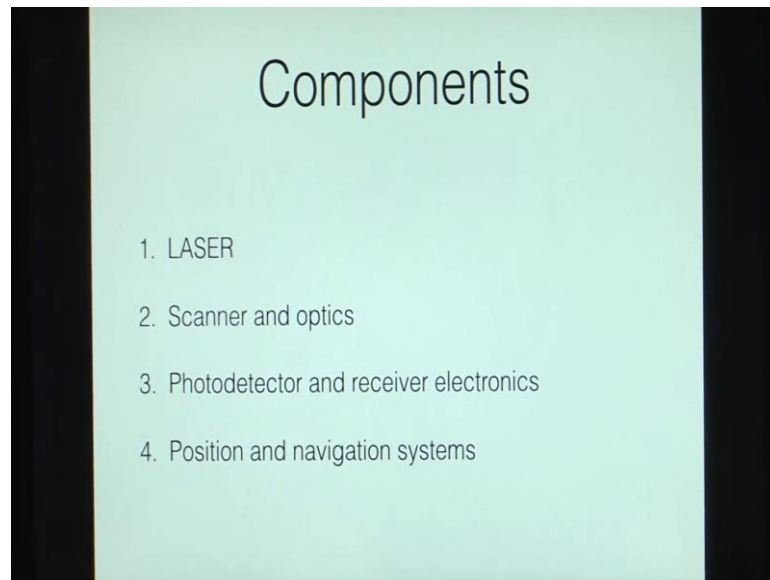 Components
1. LASER
2. Scanner and optics
3. Photodetector and receiver electronics
4. Position and navigation systems